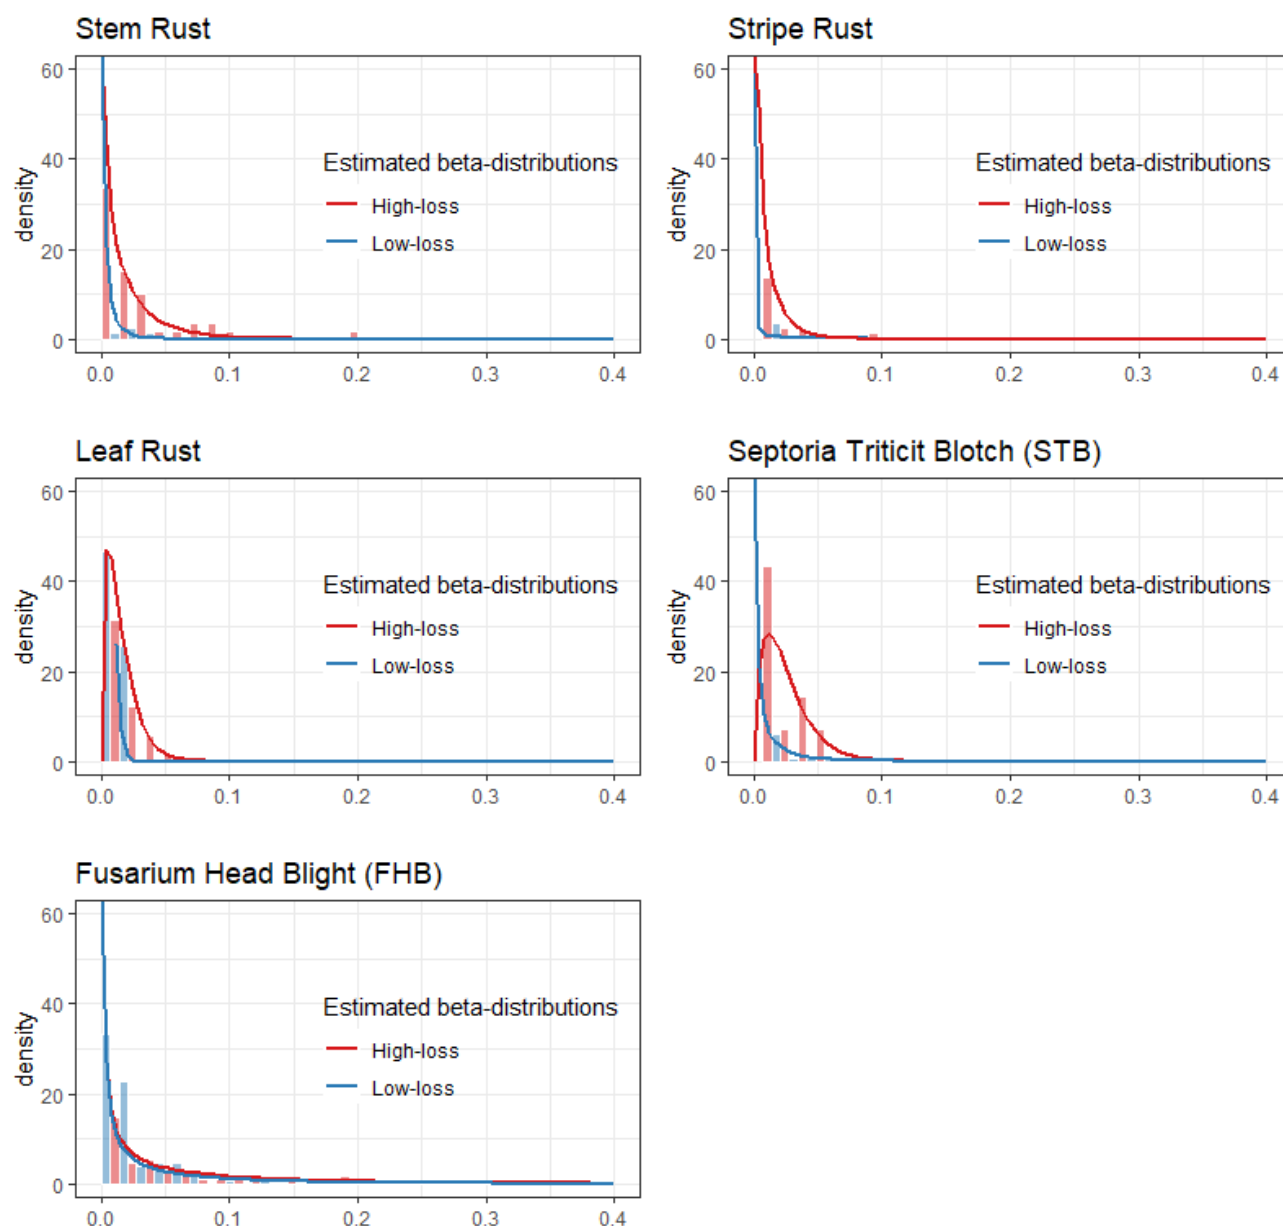 Stem Rust
density
60
40
20
0
Estimated beta-distributions
High-loss
Low-loss
0.0 0.1 0.2 0.3 0.4
Stripe Rust
density
60
40
20
0
Estimated beta-distributions
High-loss
Low-loss
0.0 0.1 0.2 0.3 0.4
Leaf Rust
density
60
40
20
0
Estimated beta-distributions
High-loss
Low-loss
0.0 0.1 0.2 0.3 0.4
Septoria Triticit Blotch (STB)
density
60
40
20
0
Estimated beta-distributions
High-loss
Low-loss
0.0 0.1 0.2 0.3 0.4
Fusarium Head Blight (FHB)
density
60
40
20
0
Estimated beta-distributions
High-loss
Low-loss
0.0 0.1 0.2 0.3 0.4